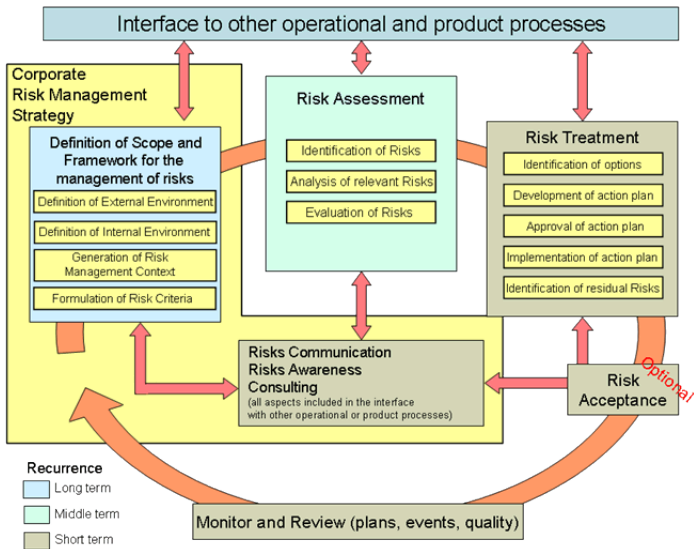 Interface to other operational and product processes
Corporate
Risk Management
Strategy
Definition of Scope and
Framework for the
management of risks
Definition of External Environment
Definition of Internal Environment
Generation of Risk
Management Context
Formulation of Risk Criteria
Risk Assessment
Identification of Risks
Analysis of relevant Risks
Evaluation of Risks
Risk Treatment
Identification of options
Development of action plan
Approval of action plan
Implementation of action plan
Identification of residual Risks
Risks Communication
Risks Awareness
Consulting
(all aspects included in the interface
with other operational or product processes)
Optional
Risk
Acceptance
Recurrence
Long term
Middle term
Short term
Monitor and Review (plans, events, quality)